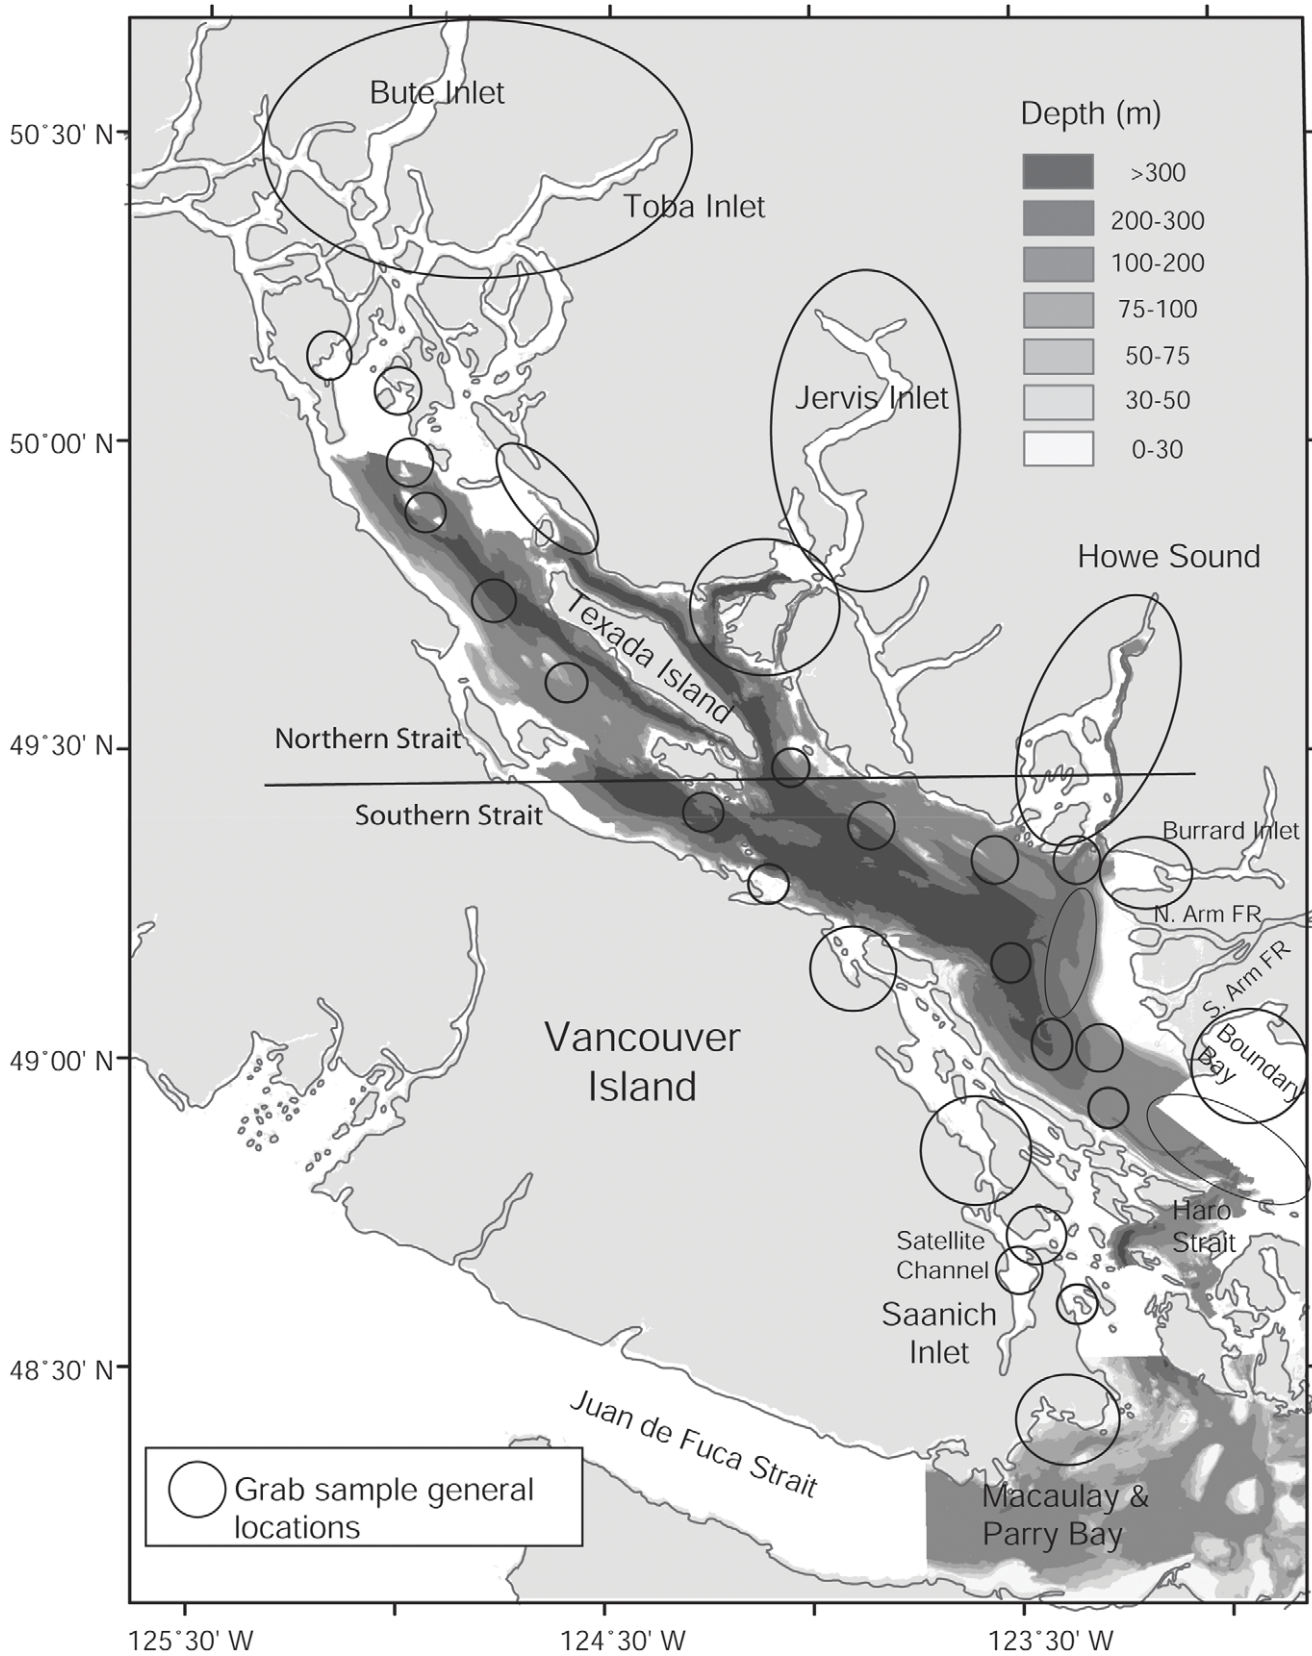 Bute Inlet
Depth (m)
50°30' N
>300
Toba Inlet
200-300
100-200
75-100
50-75
Jervis Inlet
30-50
50°00' N
0-30
Howe Sound
Texada Island
Northern Strait
49°30' N
Southern Strait
Burrard Inlet
N. Arm FR
S. Arm FR
Vancouver
Island
49°00' N
Boundary
Bay
Haro
Strait
Satellite
Channel
Saanich
Inlet
48°30' N
Juan de Fuca Strait
Grab sample general
locations
Macaulay &
Parry Bay
125°30' W
124°30' W
123°30' W